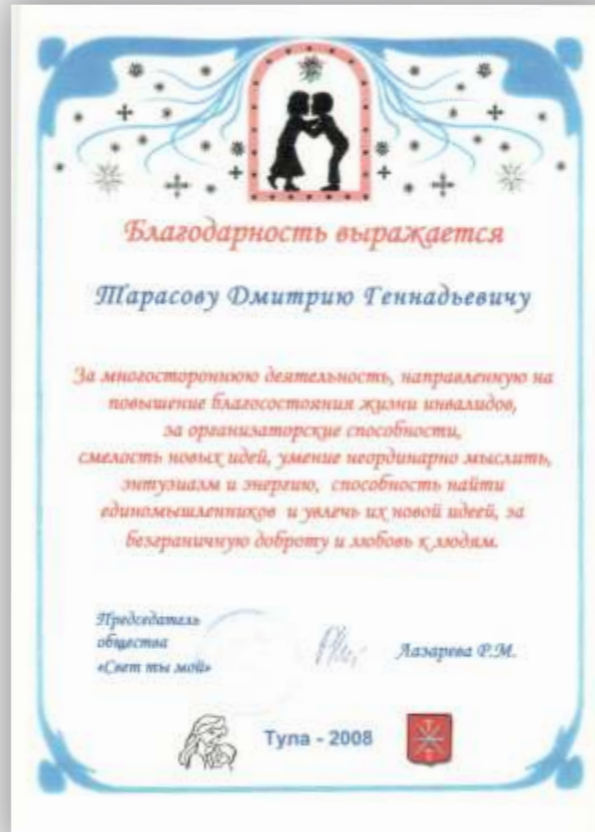 Благодарность выражается
Тарасову Дмитрию Геннадьевичу
За многостороннюю деятельность, направленную на
повышение благосостояния жизни инвалидов,
за организаторские способности,
смелость новых идей, умение неординарно мыслить,
энтузиазм и энергию, способность найти
единомышленников и увлечь их новой идеей, за
безграничную доброту и любовь к людям.
Председатель
общества
«Свет ты мой»
Лазарева Р.М.
Тула - 2008